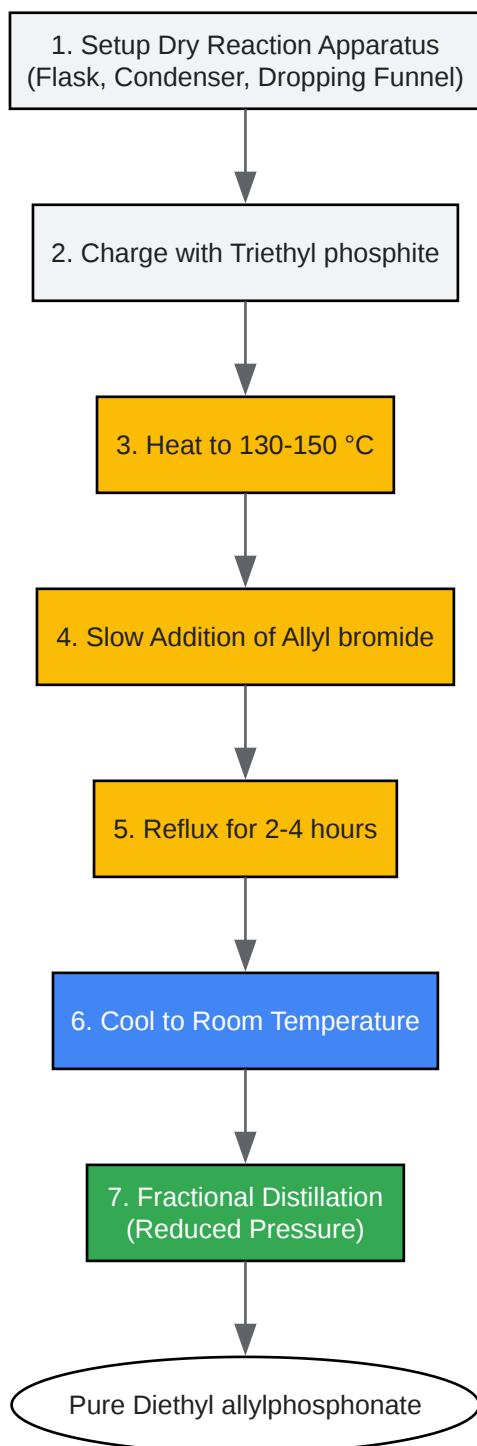 1. Setup Dry Reaction Apparatus
(Flask, Condenser, Dropping Funnel)
2. Charge with Triethyl phosphite
3. Heat to 130-150 °C
4. Slow Addition of Allyl bromide
5. Reflux for 2-4 hours
6. Cool to Room Temperature
7. Fractional Distillation
(Reduced Pressure)
Pure Diethyl allylphosphonate